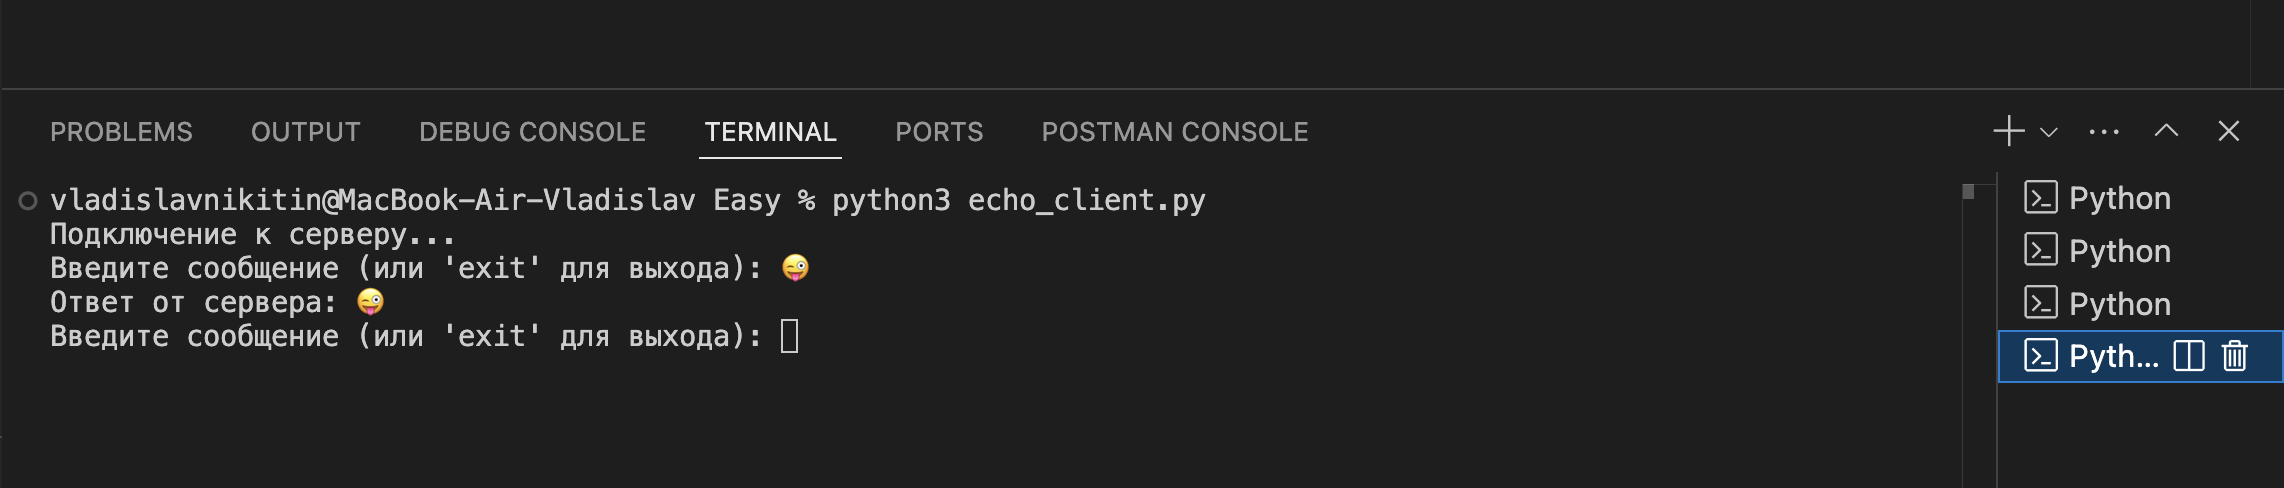 PROBLEMS OUTPUT DEBUG CONSOLE TERMINAL PORTS POSTMAN CONSOLE
vladislavnikitin@MacBook-Air-Vladislav Easy % python3 echo_client.py
Подключение к серверу...
Введите сообщение (или 'exit' для выхода): 😜
Ответ от сервера: 😜
Введите сообщение (или 'exit' для выхода):
Python
Python
Python
Pyth...